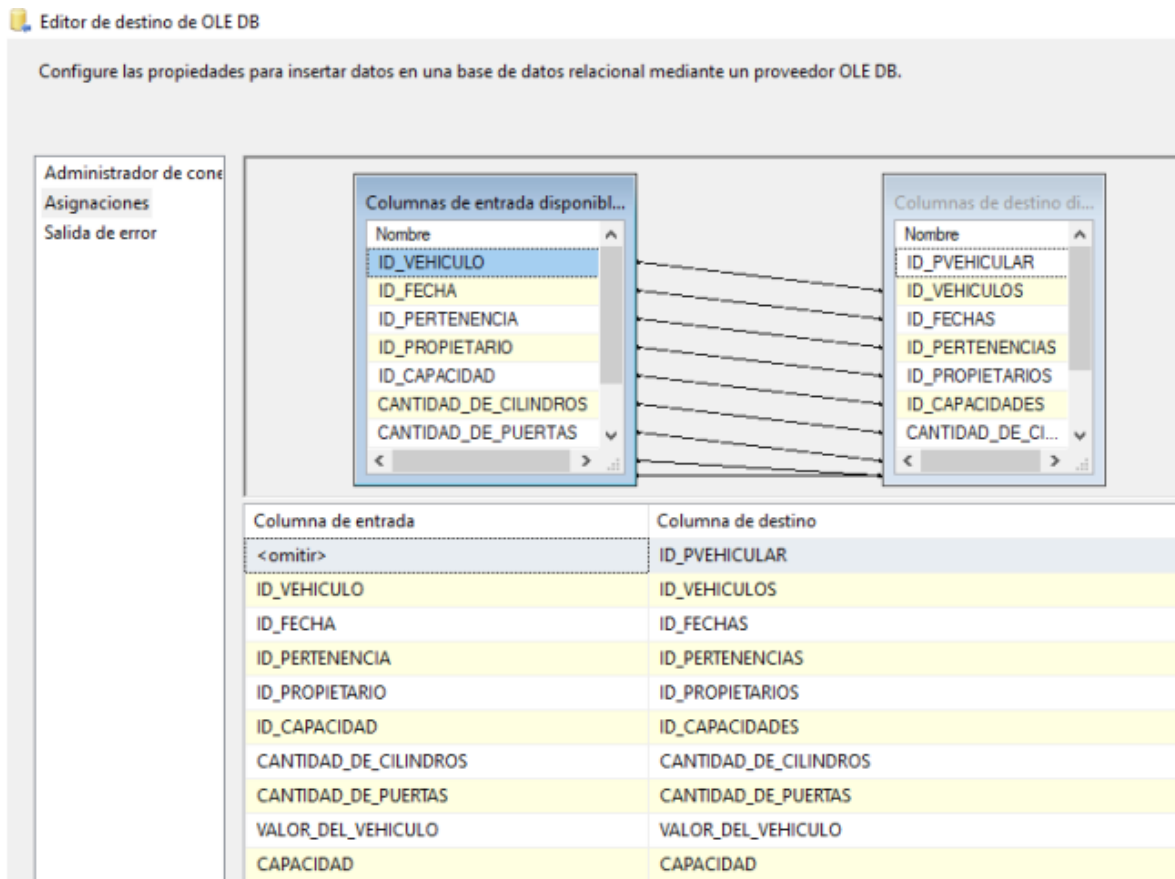 Editor de destino de OLE DB
Configure las propiedades para insertar datos en una base de datos relacional mediante un proveedor OLE DB.
Administrador de cone
Asignaciones
Salida de error
Columnas de entrada disponibl...
Nombre
ID_VEHICULO
ID_FECHA
ID_PERTENENCIA
ID_PROPIETARIO
ID_CAPACIDAD
CANTIDAD_DE_CILINDROS
CANTIDAD_DE_PUERTAS
Columnas de destino di...
Nombre
ID_PVEHICULAR
ID_VEHICULOS
ID_FECHAS
ID_PERTENENCIAS
ID_PROPIETARIOS
ID_CAPACIDADES
CANTIDAD_DE_CI...
Columna de entrada Columna de destino
<omitir> ID_PVEHICULAR
ID_VEHICULO ID_VEHICULOS
ID_FECHA ID_FECHAS
ID_PERTENENCIA ID_PERTENENCIAS
ID_PROPIETARIO ID_PROPIETARIOS
ID_CAPACIDAD ID_CAPACIDADES
CANTIDAD_DE_CILINDROS CANTIDAD_DE_CILINDROS
CANTIDAD_DE_PUERTAS CANTIDAD_DE_PUERTAS
VALOR_DEL_VEHICULO VALOR_DEL_VEHICULO
CAPACIDAD CAPACIDAD